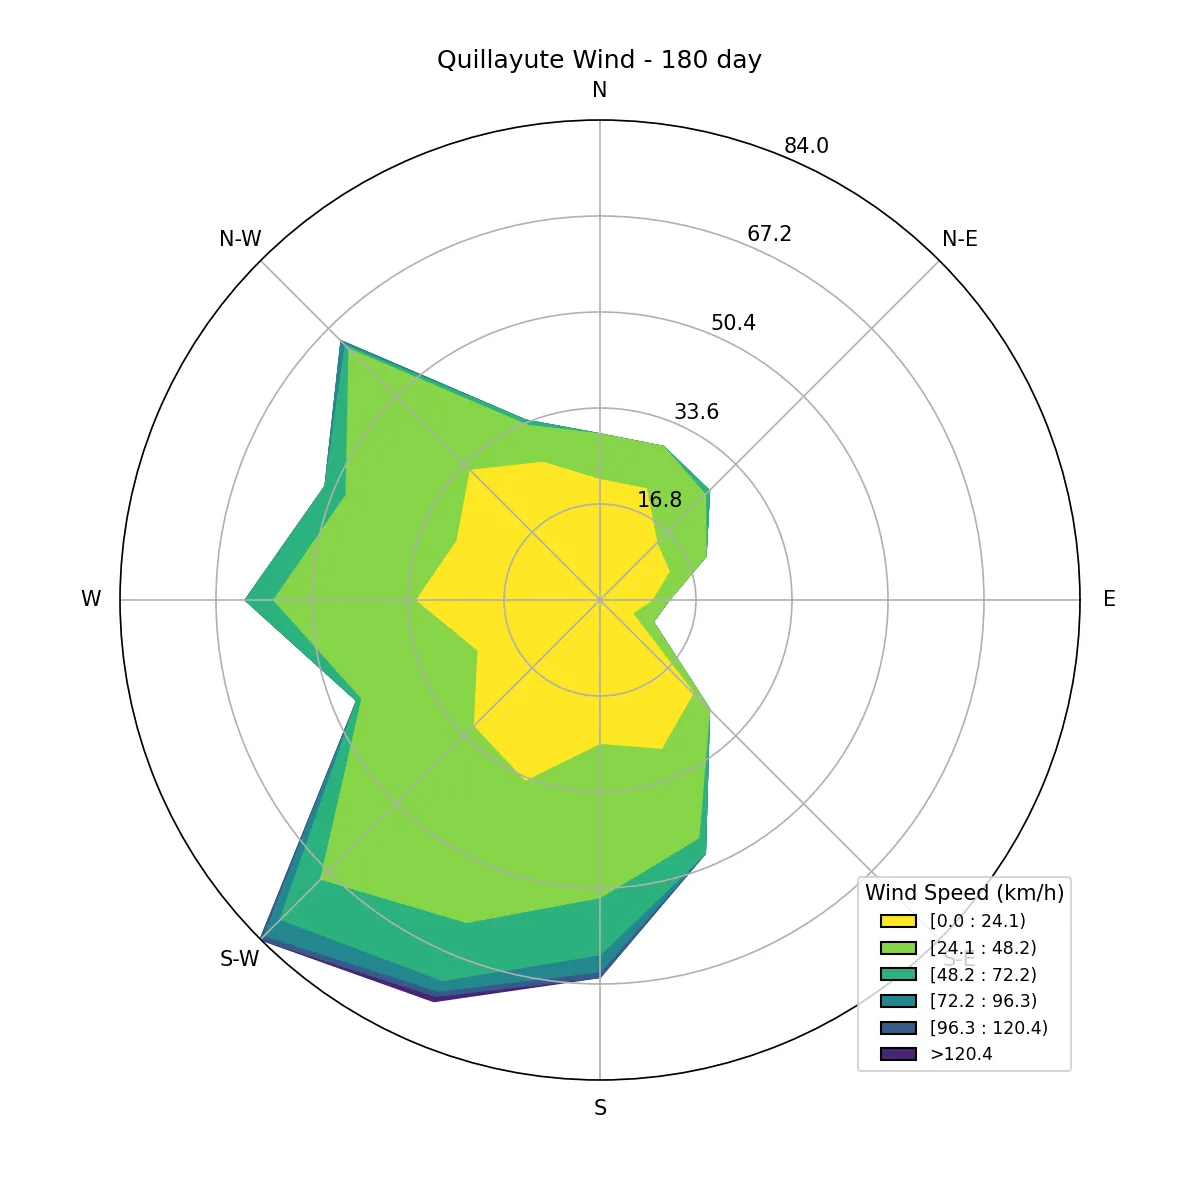 Quillayute Wind - 180 day
N
84.0
67.2
N-W
N-E
50.4
33.6
16.8
W
E
Wind Speed (km/h)
[0.0 : 24.1)
[24.1 : 48.2)
S-W
S-E
[48.2 : 72.2)
[72.2 : 96.3)
[96.3 : 120.4)
>120.4
S